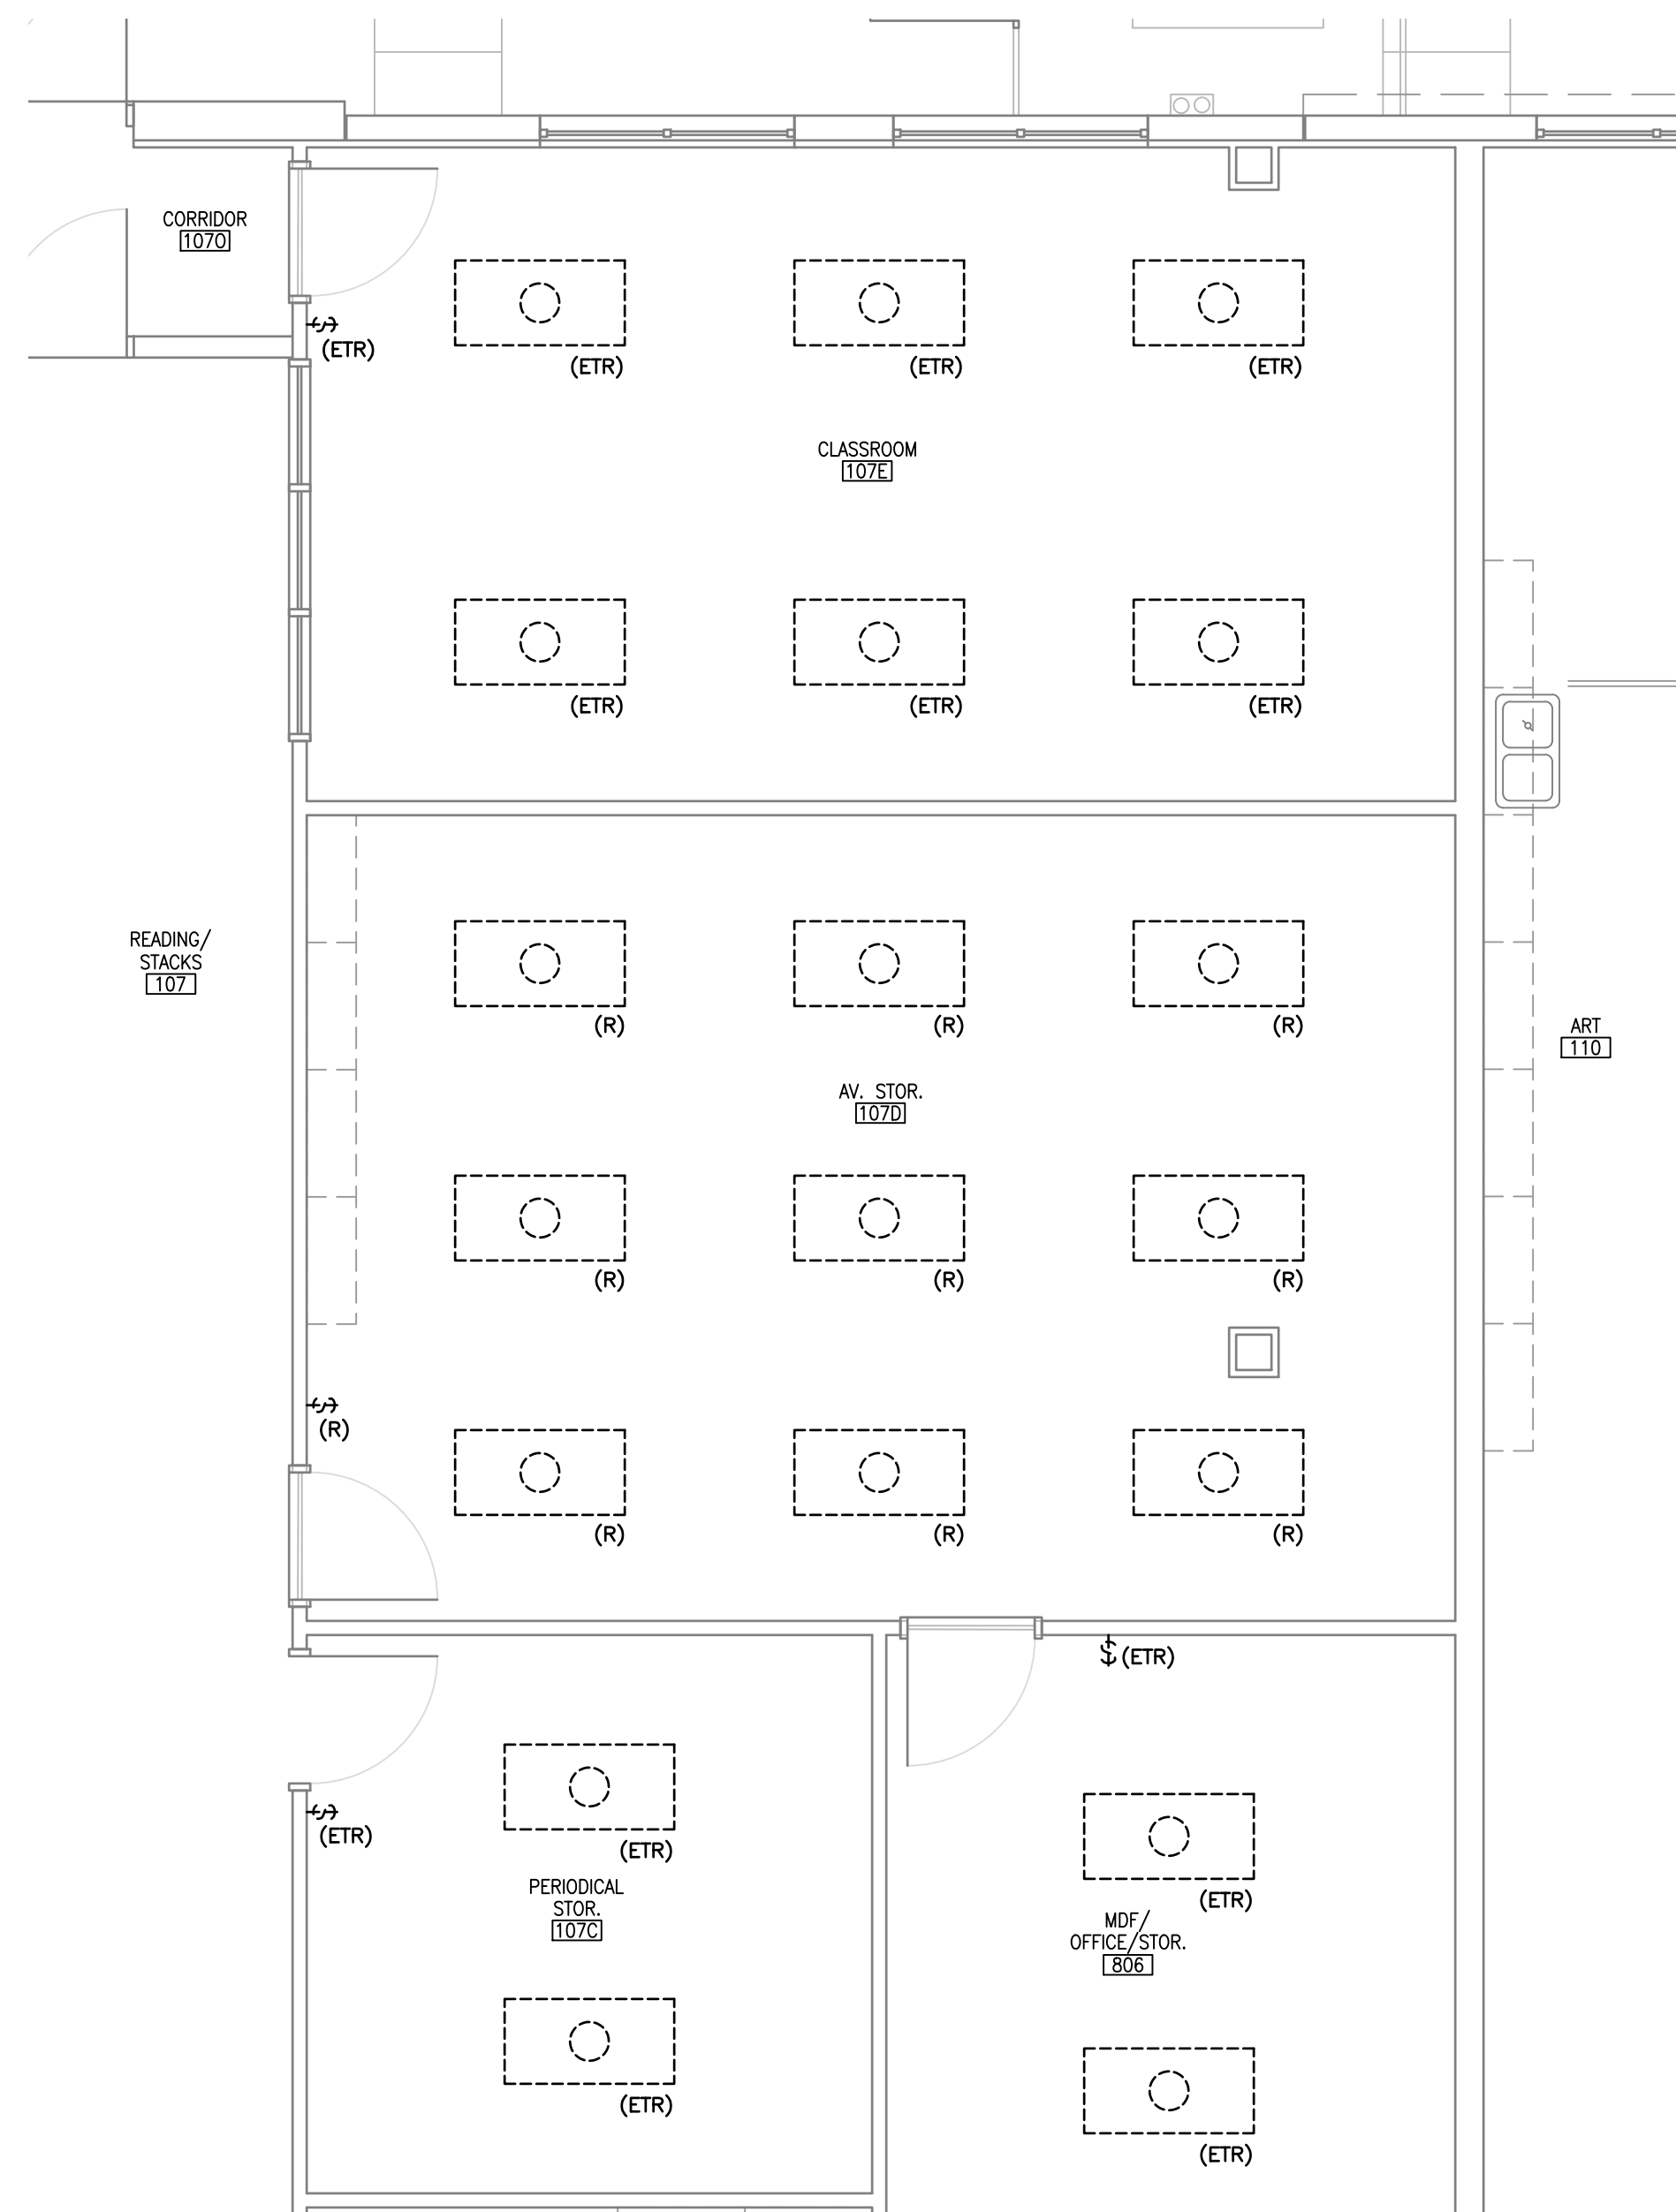 CORRIDOR
1070
(ETR)
(ETR)
(ETR)
(ETR)
CLASSROOM
107E
(ETR)
(ETR)
(ETR)
READING/
STACKS
107
(R)
(R)
(R)
ART
110
AV. STOR.
107D
(R)
(R)
(R)
(R)
(R)
(R)
(R)
$ (ETR)
(ETR)
(ETR)
PERIODICAL
STOR.
107C
(ETR)
MDF/
OFFICE/STOR.
806
(ETR)
(ETR)